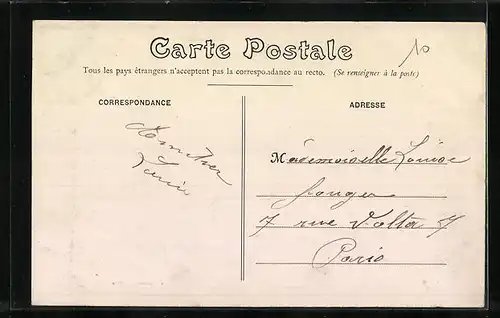 Carte Postale
10
Tous les pays étrangers n'acceptent pas la correspondance au recto. (Se renseigner à la poste)
CORRESPONDANCE
ADRESSE
Mademoiselle Louise
7 rue Volta 7
Paris